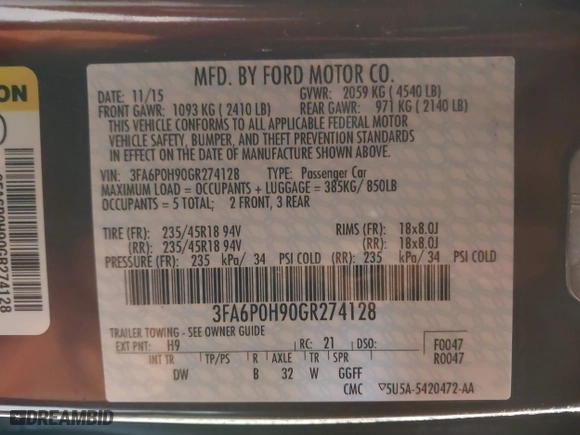 MFD. BY FORD MOTOR CO.
DATE: 11/15 GVWR: 2059 KG ( 4540 LB)
FRONT GAWR: 1093 KG ( 2410 LB) REAR GAWR: 971 KG ( 2140 LB)
THIS VEHICLE CONFORMS TO ALL APPLICABLE FEDERAL MOTOR
VEHICLE SAFETY, BUMPER, AND THEFT PREVENTION STANDARDS
IN EFFECT ON THE DATE OF MANUFACTURE SHOWN ABOVE.
VIN: 3FA6P0H90GR274128 TYPE: Passenger Car
MAXIMUM LOAD = OCCUPANTS + LUGGAGE = 385KG / 850LB
OCCUPANTS = 5 TOTAL; 2 FRONT, 3 REAR
TIRE (FR): 235/45R18 94V RIMS (FR): 18x8.0J
(RR): 235/45R18 94V (RR): 18x8.0J
PRESSURE (FR): 235 kPa/ 34 PSI COLD (RR): 235 kPa/ 34 PSI COLD
3FA6P0H90GR274128
TRAILER TOWING - SEE OWNER GUIDE
EXT PNT: H9 RC: 21 DSO: F0047
INT TR TP/PS R AXLE TR SPR R0047
DW B 32 W GGFF
CMC 5U5A-5420472-AA
ON
3FA6P0H90GR274128
DREAMBID